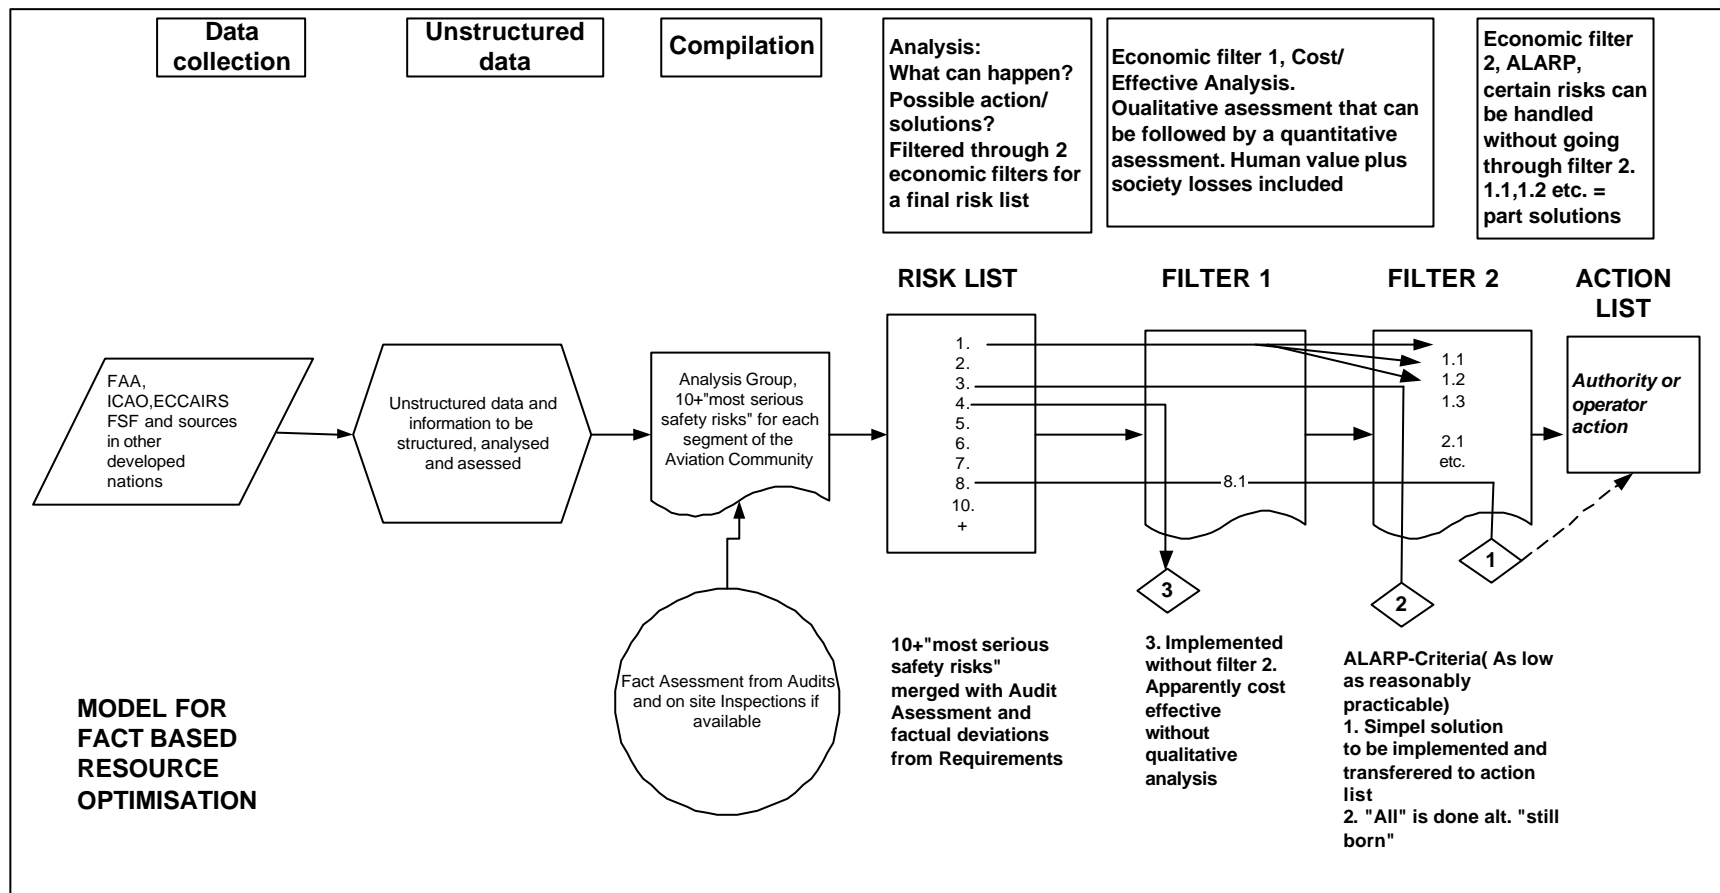 Data
collection
Unstructured
data
Compilation
Analysis:
What can happen?
Possible action/
solutions?
Filtered through 2
economic filters for
a final risk list
Economic filter 1, Cost/
Effective Analysis.
Oualitative asessment that can
be followed by a quantitative
asessment. Human value plus
society losses included
Economic filter
2, ALARP,
certain risks can
be handled
without going
through filter 2.
1.1,1.2 etc. =
part solutions
RISK LIST
FILTER 1
FILTER 2
ACTION
LIST
FAA,
ICAO,ECCAIRS
FSF and sources
in other
developed
nations
Unstructured data and
information to be
structured, analysed
and asessed
Analysis Group,
10+"most serious
safety risks" for each
segment of the
Aviation Community
1.
2.
3.
4.
5.
6.
7.
8.
10.
+
8.1
1.1
1.2
1.3
2.1
etc.
Authority or
operator
action
3
2
1
Fact Asessment from Audits
and on site Inspections if
available
MODEL FOR
FACT BASED
RESOURCE
OPTIMISATION
10+"most serious
safety risks"
merged with Audit
Asessment and
factual deviations
from Requirements
3. Implemented
without filter 2.
Apparently cost
effective
without
qualitative
analysis
ALARP-Criteria( As low
as reasonably
practicable)
1. Simpel solution
to be implemented and
transferered to action
list
2. "All" is done alt. "still
born"